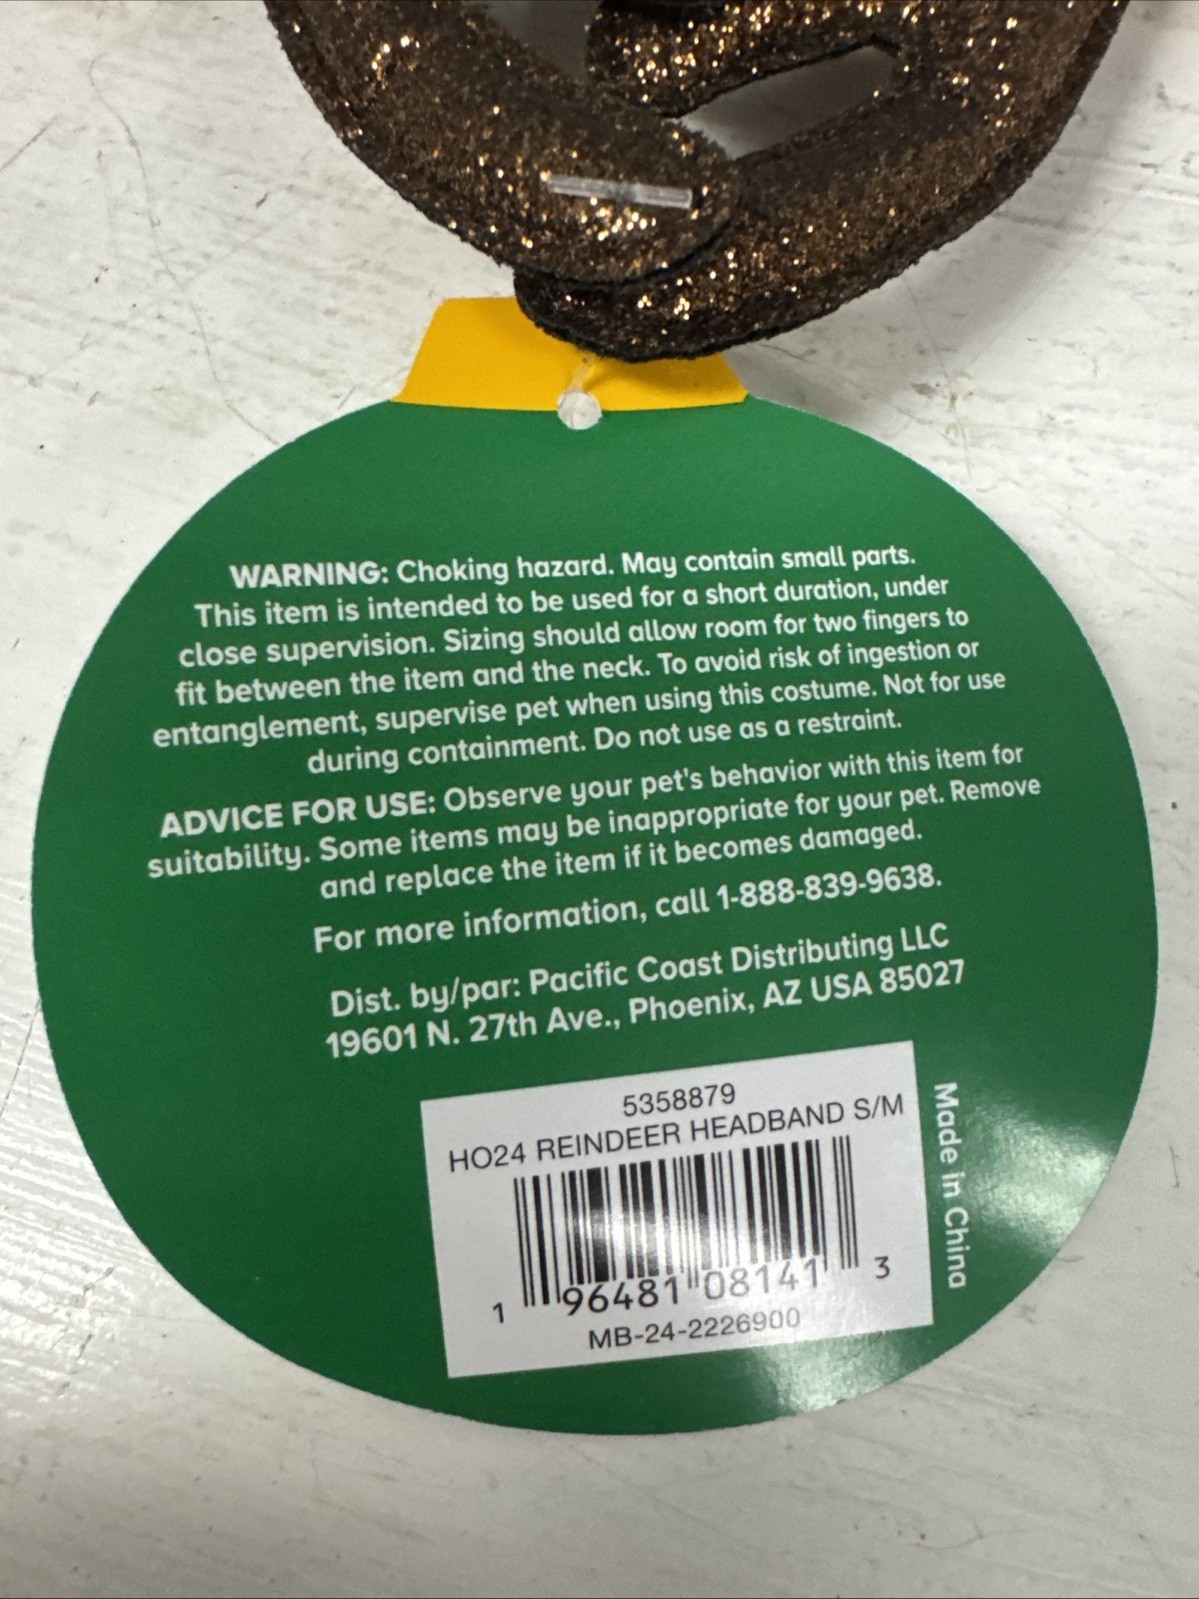 WARNING: Choking hazard. May contain small parts.
This item is intended to be used for a short duration, under
close supervision. Sizing should allow room for two fingers to
fit between the item and the neck. To avoid risk of ingestion or
entanglement, supervise pet when using this costume. Not for use
during containment. Do not use as a restraint.
ADVICE FOR USE: Observe your pet's behavior with this item for
suitability. Some items may be inappropriate for your pet. Remove
and replace the item if it becomes damaged.
For more information, call 1-888-839-9638.
Dist. by/par: Pacific Coast Distributing LLC
19601 N. 27th Ave., Phoenix, AZ USA 85027
5358879
HO24 REINDEER HEADBAND S/M
1 96481 08141 3
MB-24-2226900
Made in China